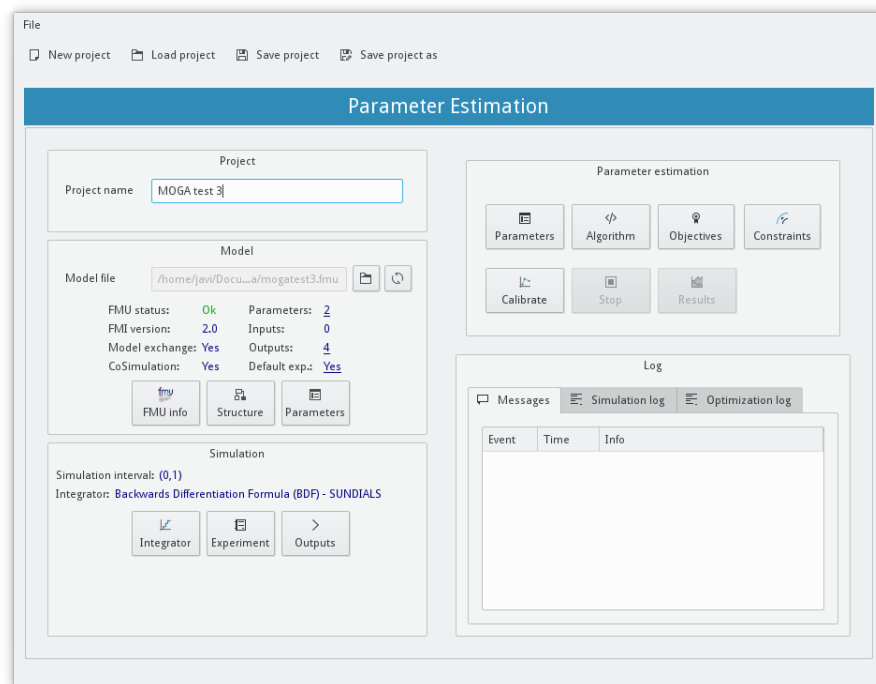 File
New project Load project Save project Save project as
Parameter Estimation
Project
Project name MOGA test 3
Model
Model file /home/javi/Docu...a/mogatest3.fmu
FMU status: Ok Parameters: 2
FMI version: 2.0 Inputs: 0
Model exchange: Yes Outputs: 4
CoSimulation: Yes Default exp.: Yes
fmu
FMU info Structure Parameters
Simulation
Simulation interval: (0,1)
Integrator: Backwards Differentiation Formula (BDF) - SUNDIALS
Integrator Experiment Outputs
Parameter estimation
Parameters Algorithm Objectives Constraints
Calibrate Stop Results
Log
Messages Simulation log Optimization log
Event Time Info